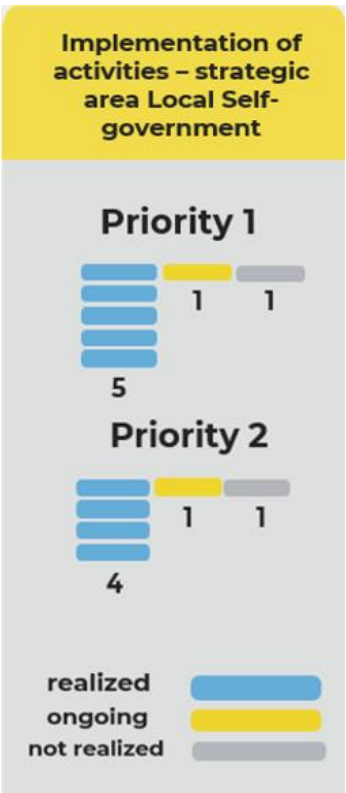 Implementation of
activities – strategic
area Local Self-
government
Priority 1
1 1
5
Priority 2
1 1
4
realized
ongoing
not realized